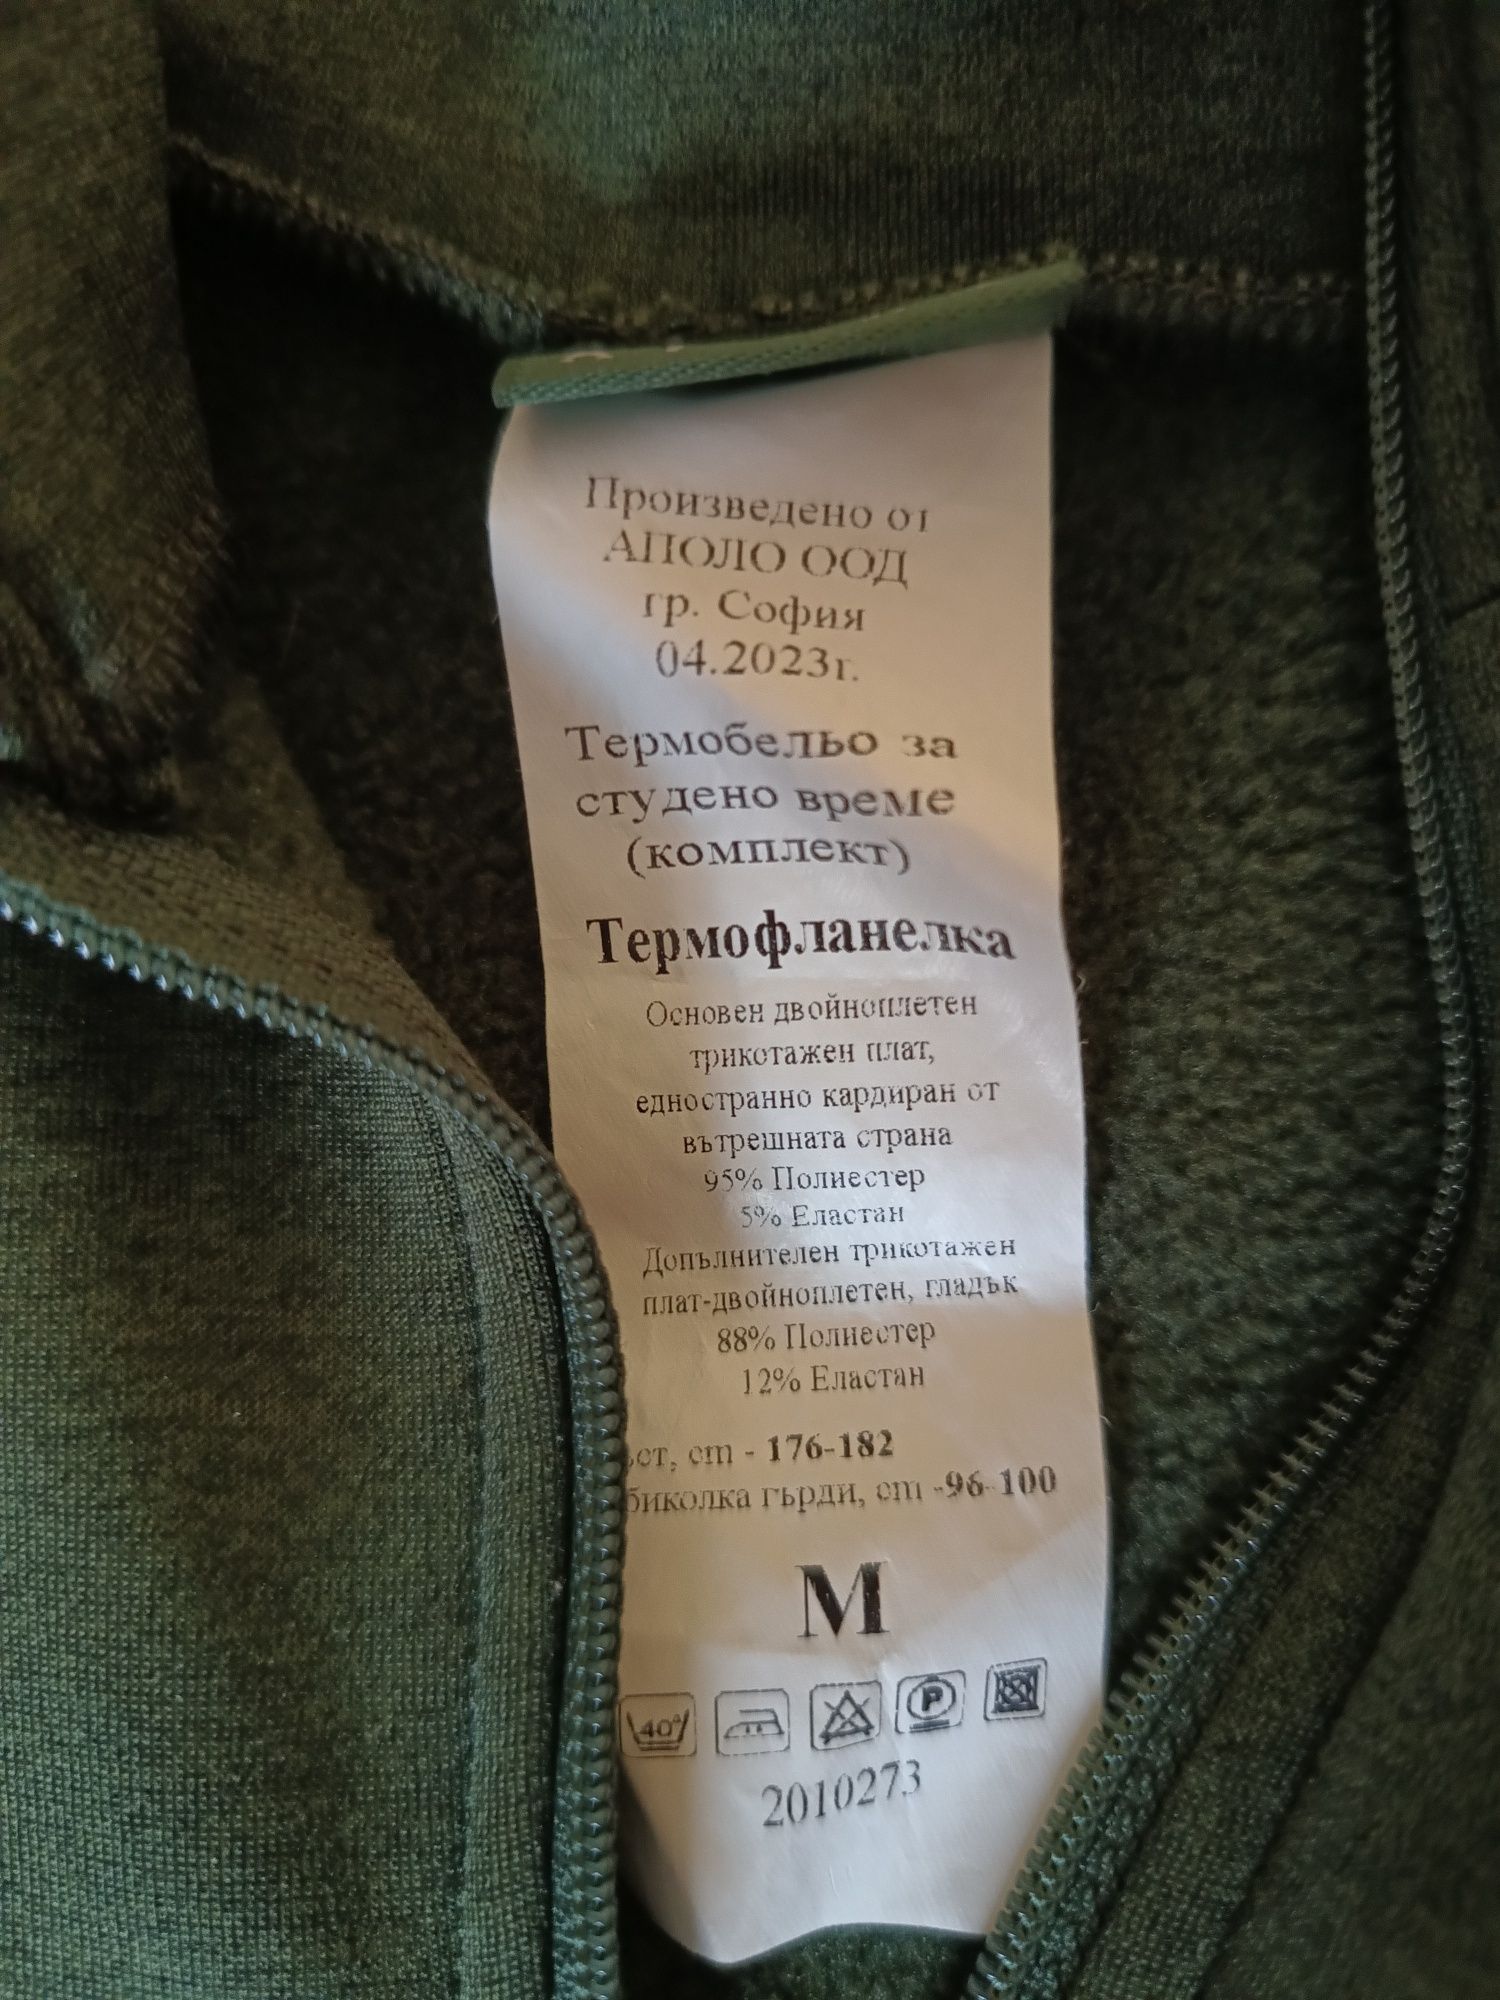 Произведено от
АПОЛО ООД
гр. София
04.2023г.
Термобельо за
студено време
(комплект)
Термофланелка
Основен двойноплетен
трикотажен плат,
едностранно кардиран от
вътрешната страна
95% Полиестер
5% Еластан
Допълнителен трикотажен
плат-двойноплетен, гладък
88% Полиестер
12% Еластан
ст, cm - 176-182
биколка гърди, cm -96-100
M
40°
P
2010273